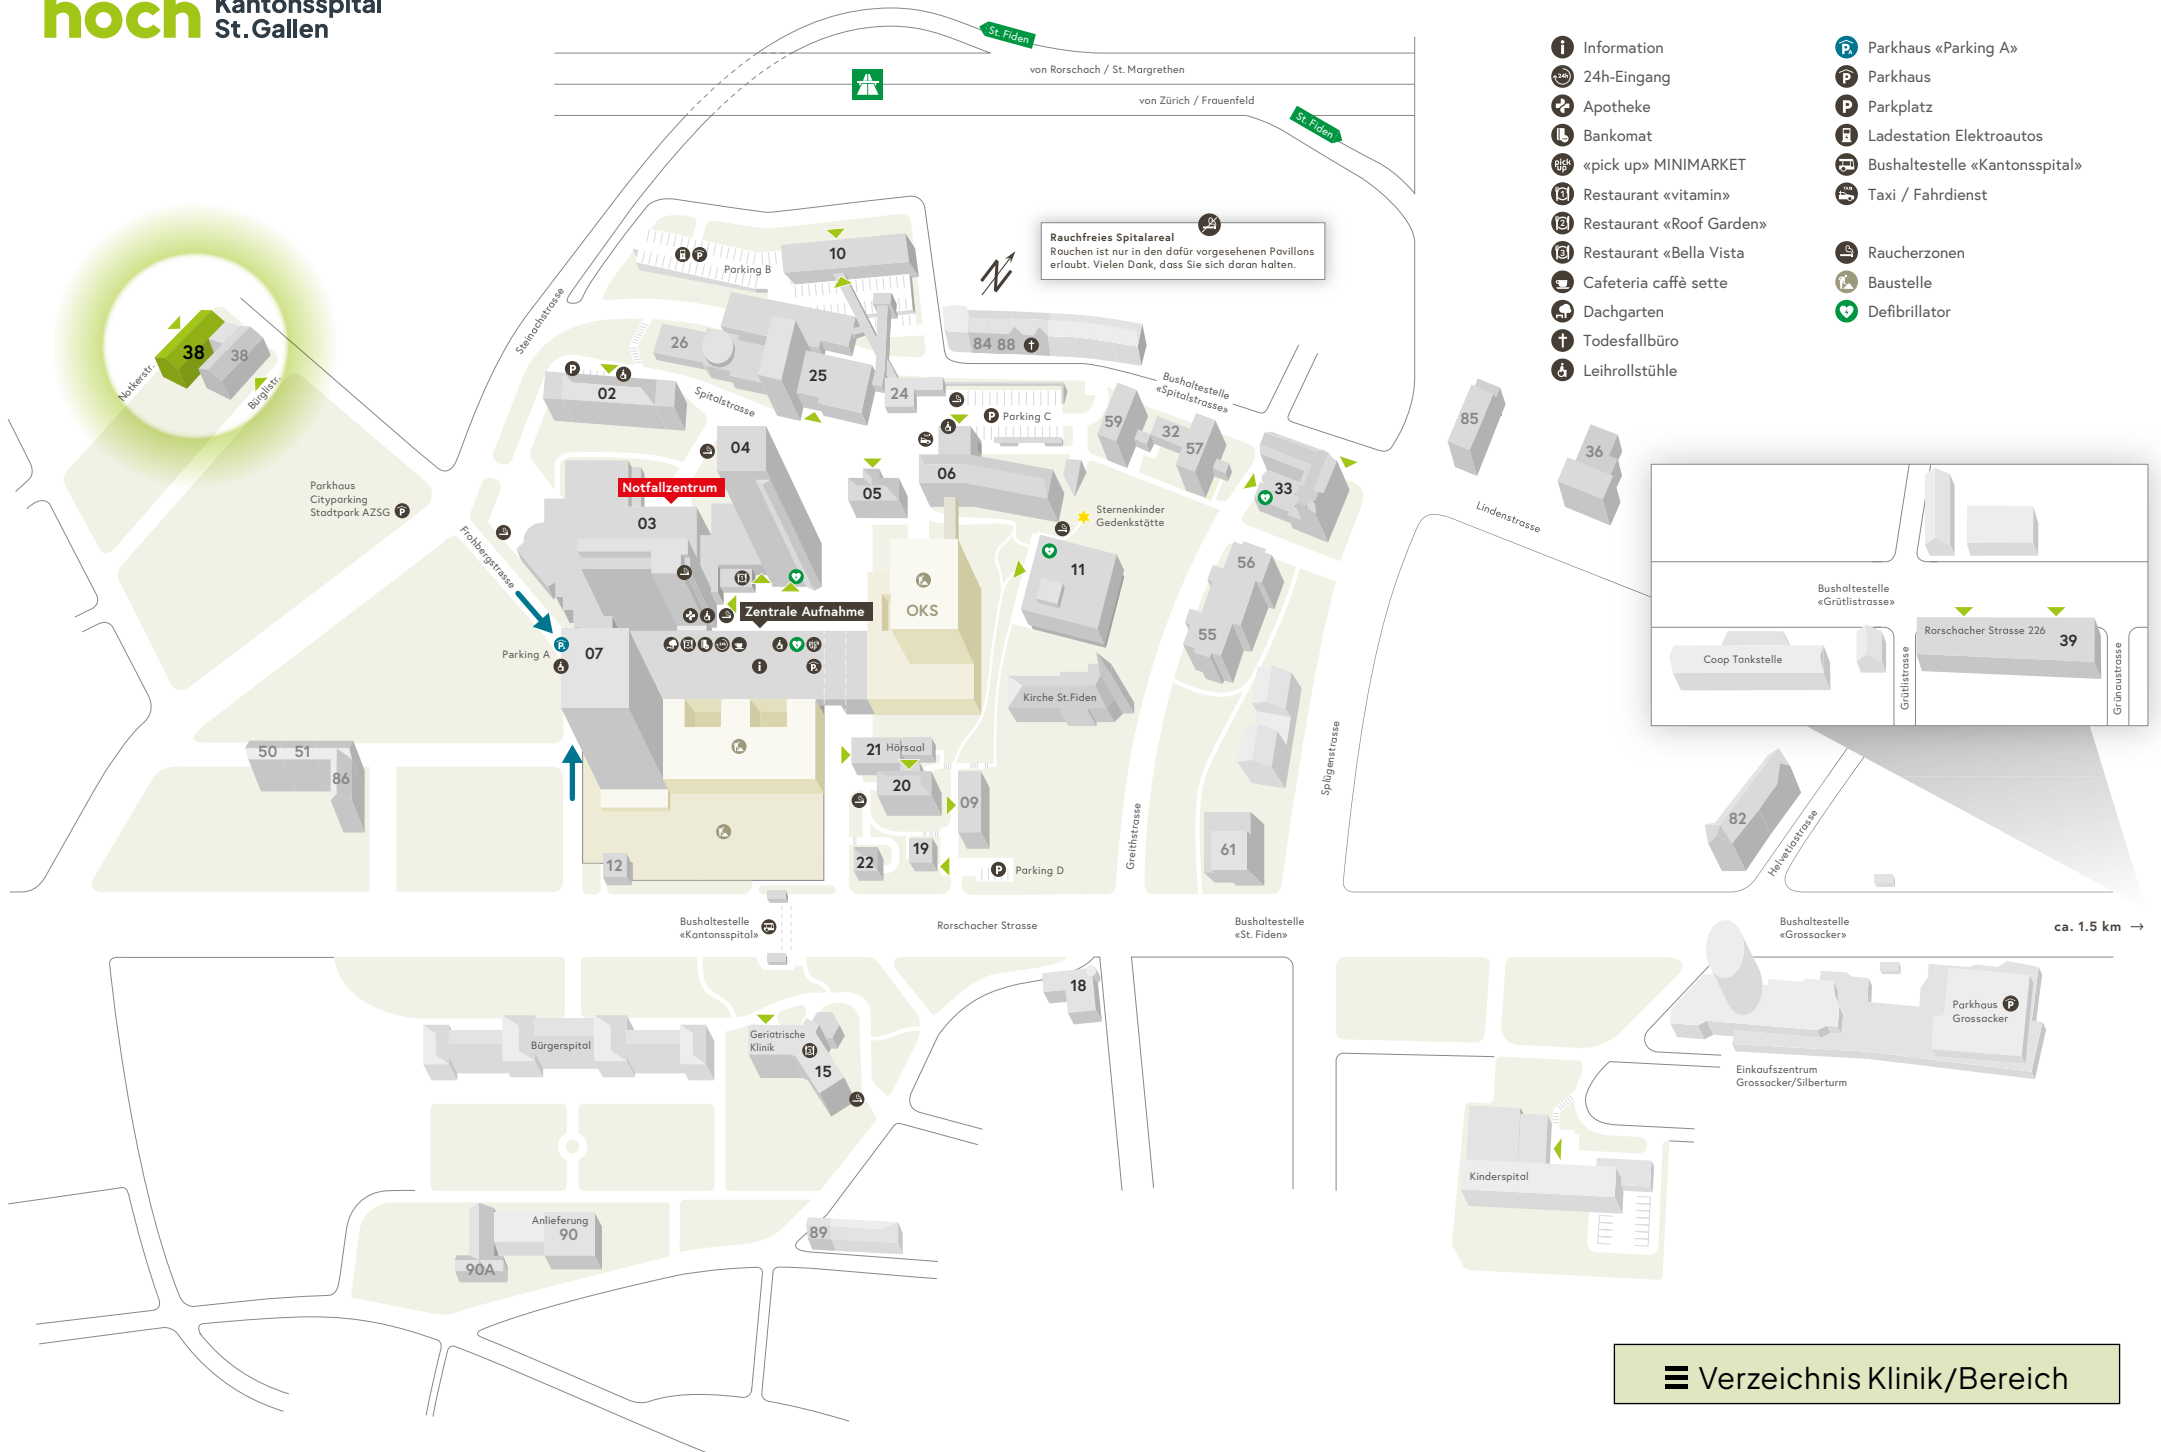 hoch Kantonsspital
St.Gallen
St. Fiden
von Rorschach / St. Margrethen
von Zürich / Frauenfeld
St. Fiden
Information
24h-Eingang
Apotheke
Bankomat
«pick up» MINIMARKET
Restaurant «vitamin»
Restaurant «Roof Garden»
Restaurant «Bella Vista
Cafeteria caffè sette
Dachgarten
Todesfallbüro
Leihrollstühle
Parkhaus «Parking A»
Parkhaus
Parkplatz
Ladestation Elektroautos
Bushaltestelle «Kantonsspital»
Taxi / Fahrdienst
Raucherzonen
Baustelle
Defibrillator
Rauchfreies Spitalareal
Rauchen ist nur in den dafür vorgesehenen Pavillons
erlaubt. Vielen Dank, dass Sie sich daran halten.
N
Parking B
10
Steinachstrasse
26
25
24
84 88
02
Spitalstrasse
Bushaltestelle
«Spitalstrasse»
38
38
Notkerstr.
Bürglistr.
Parking C
59
32
57
33
85
36
04
Notfallzentrum
03
05
06
Sternenkinder
Gedenkstätte
Lindenstrasse
Parkhaus
Cityparking
Stadtpark AZSG
Frohbergstrasse
11
56
55
OKS
Zentrale Aufnahme
Parking A
07
Kirche St.Fiden
Bushaltestelle
«Grütlistrasse»
Rorschacher Strasse 226
39
Coop Tankstelle
Grütlistrasse
Grünaustrasse
50 51
86
21 Hörsaal
20
09
22
19
12
Parking D
Greithstrasse
Splügenstrasse
61
82
Helvetiastrasse
Bushaltestelle
«Kantonsspital»
Rorschacher Strasse
Bushaltestelle
«St. Fiden»
Bushaltestelle
«Grossacker»
ca. 1.5 km →
18
Bürgerspital
Geriatrische
Klinik
15
Parkhaus
Grossacker
Einkaufszentrum
Grossacker/Silberturm
Kinderspital
Anlieferung
90
90A
89
Verzeichnis Klinik/Bereich